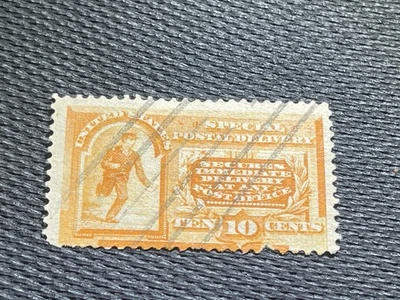 UNITED STATES
SPECIAL
POSTAL DELIVERY
SECURES
IMMEDIATE
DELIVERY
AT ANY
POST OFFICE
TEN 10 CENTS